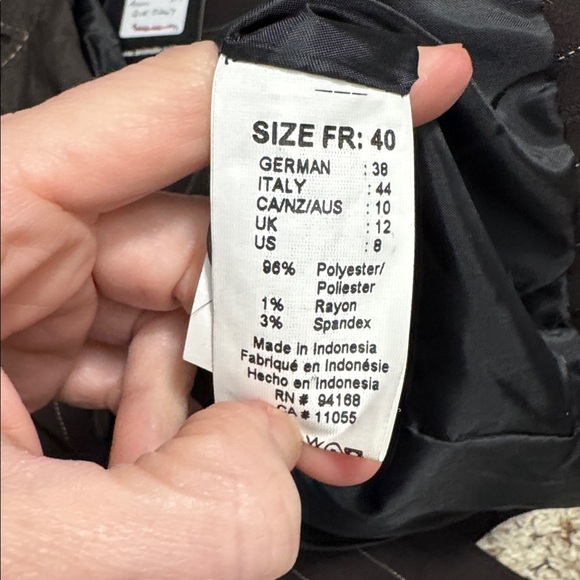 SIZE FR: 40
GERMAN : 38
ITALY : 44
CA/NZ/AUS : 10
UK : 12
US : 8
96% Polyester/
Poliester
1% Rayon
3% Spandex
Made in Indonesia
Fabriqué en Indonésie
Hecho en Indonesia
RN # 94168
CA # 11055